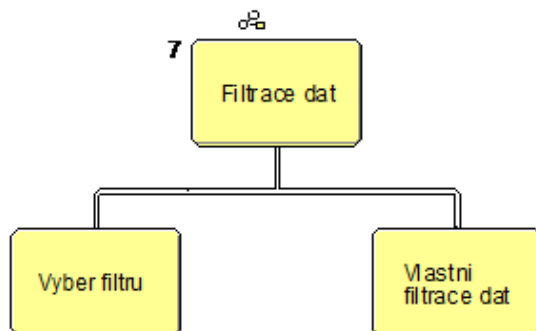 7
Filtrace dat
Vyber filtru
Vlastni
filtrace dat